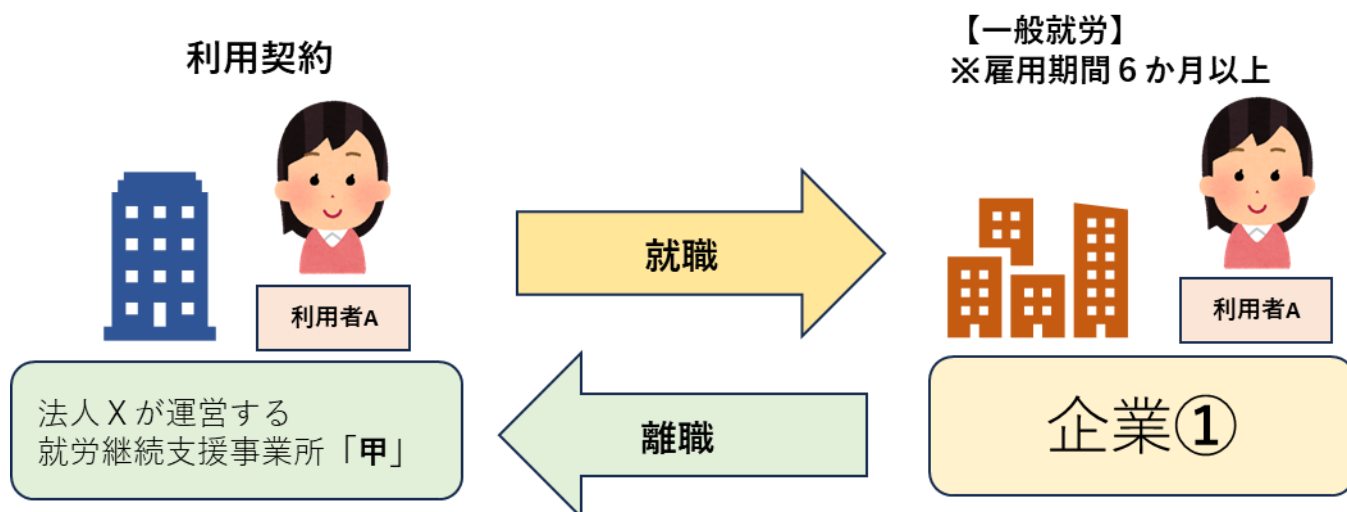 利用契約
【一般就労】
※雇用期間６か月以上
利用者A
就職
利用者A
法人Ｘが運営する
就労継続支援事業所「甲」
離職
企業①